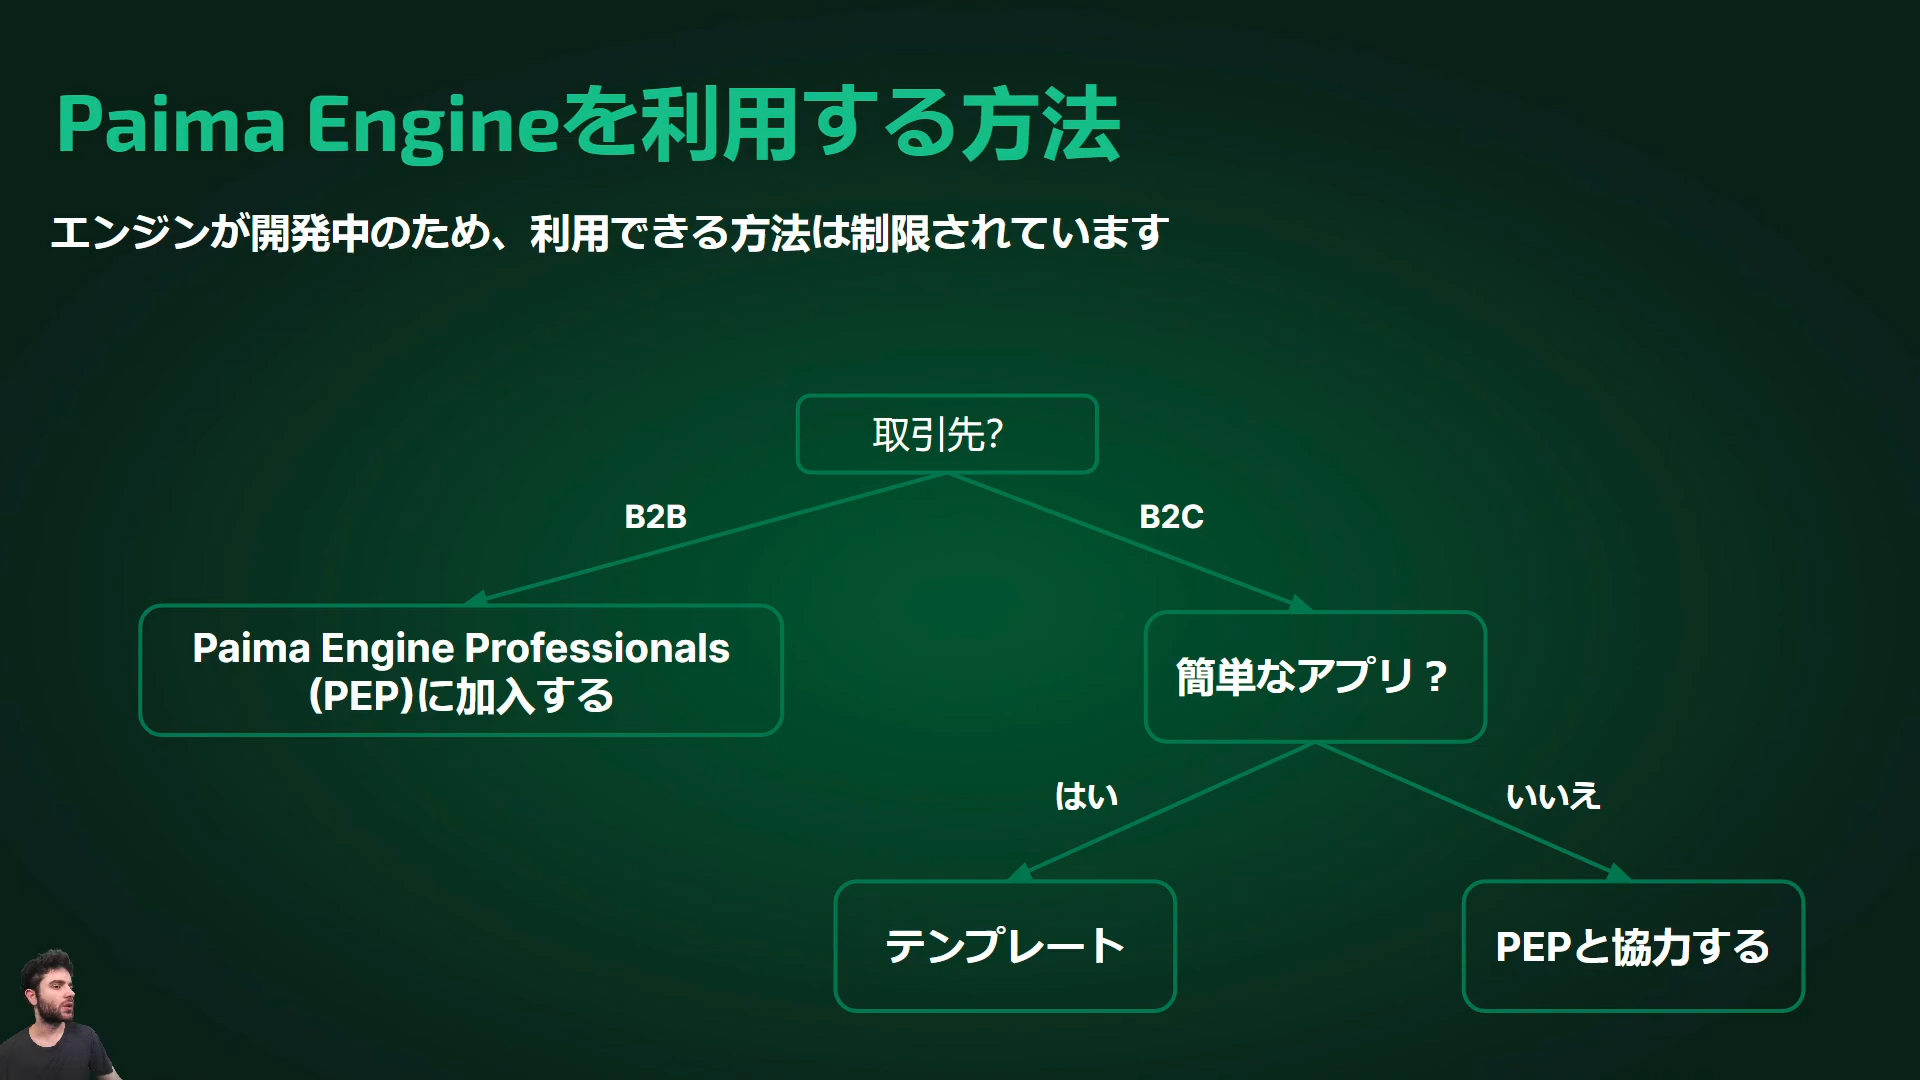 Paima Engineを利用する方法
エンジンが開発中のため、利用できる方法は制限されています
取引先?
B2B
B2C
Paima Engine Professionals
(PEP)に加入する
簡単なアプリ？
はい
いいえ
テンプレート
PEPと協力する